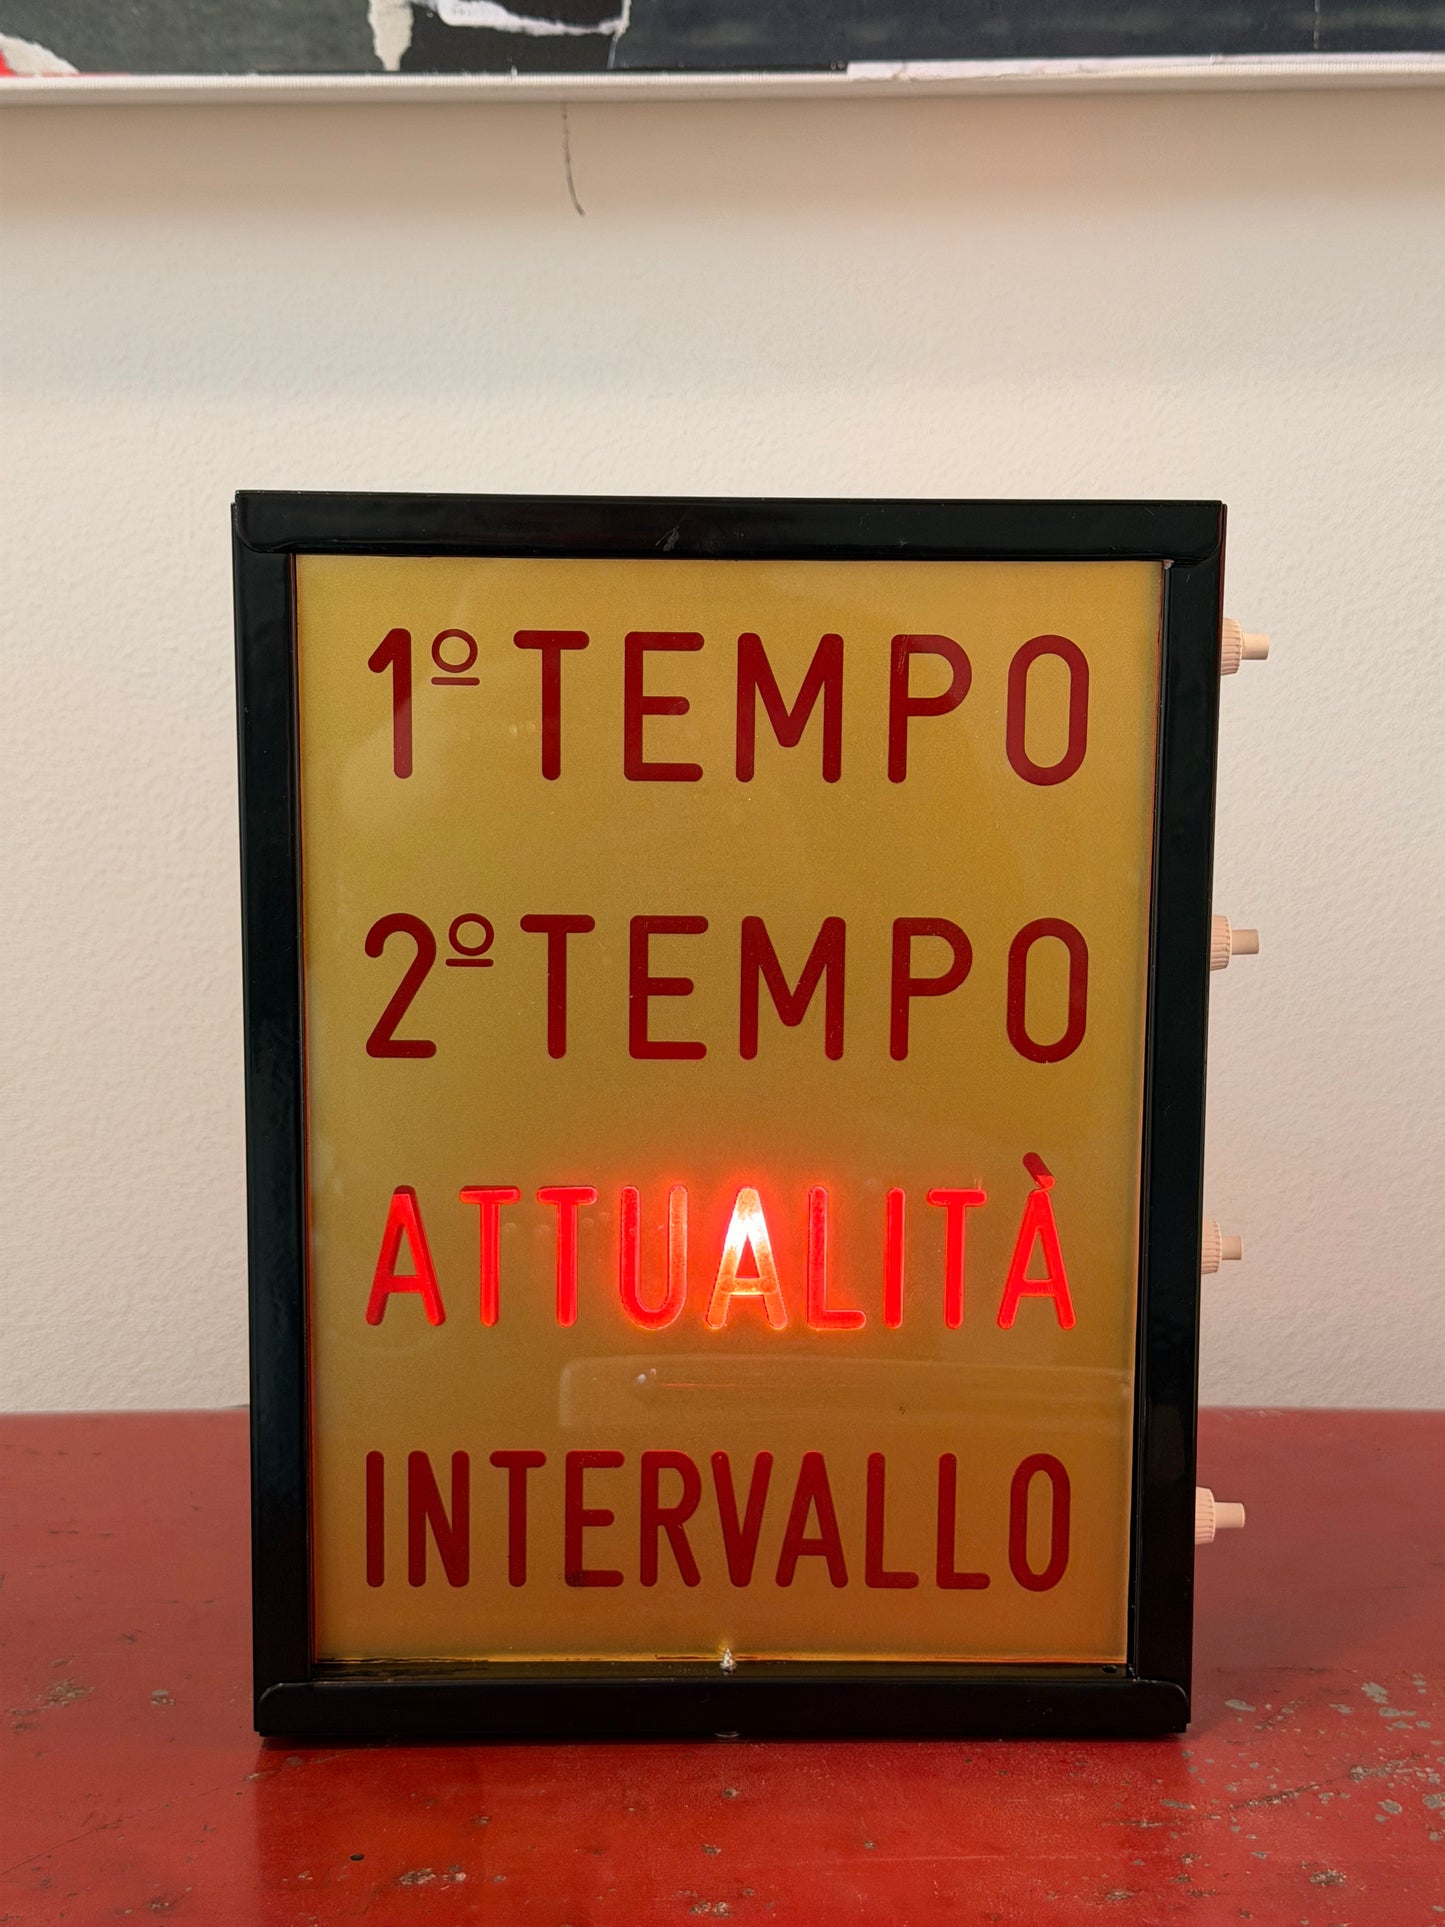 1º TEMPO
2º TEMPO
ATTUALITÀ
INTERVALLO